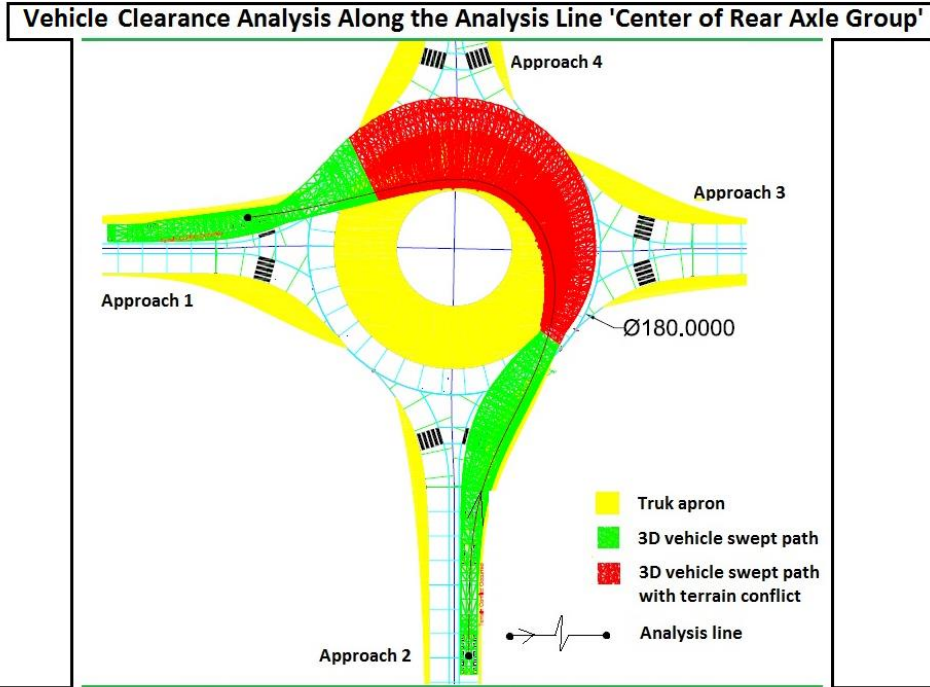 Vehicle Clearance Analysis Along the Analysis Line 'Center of Rear Axle Group'
Approach 4
Approach 3
Approach 1
Ø180.0000
Truk apron
3D vehicle swept path
3D vehicle swept path
with terrain conflict
Analysis line
Approach 2